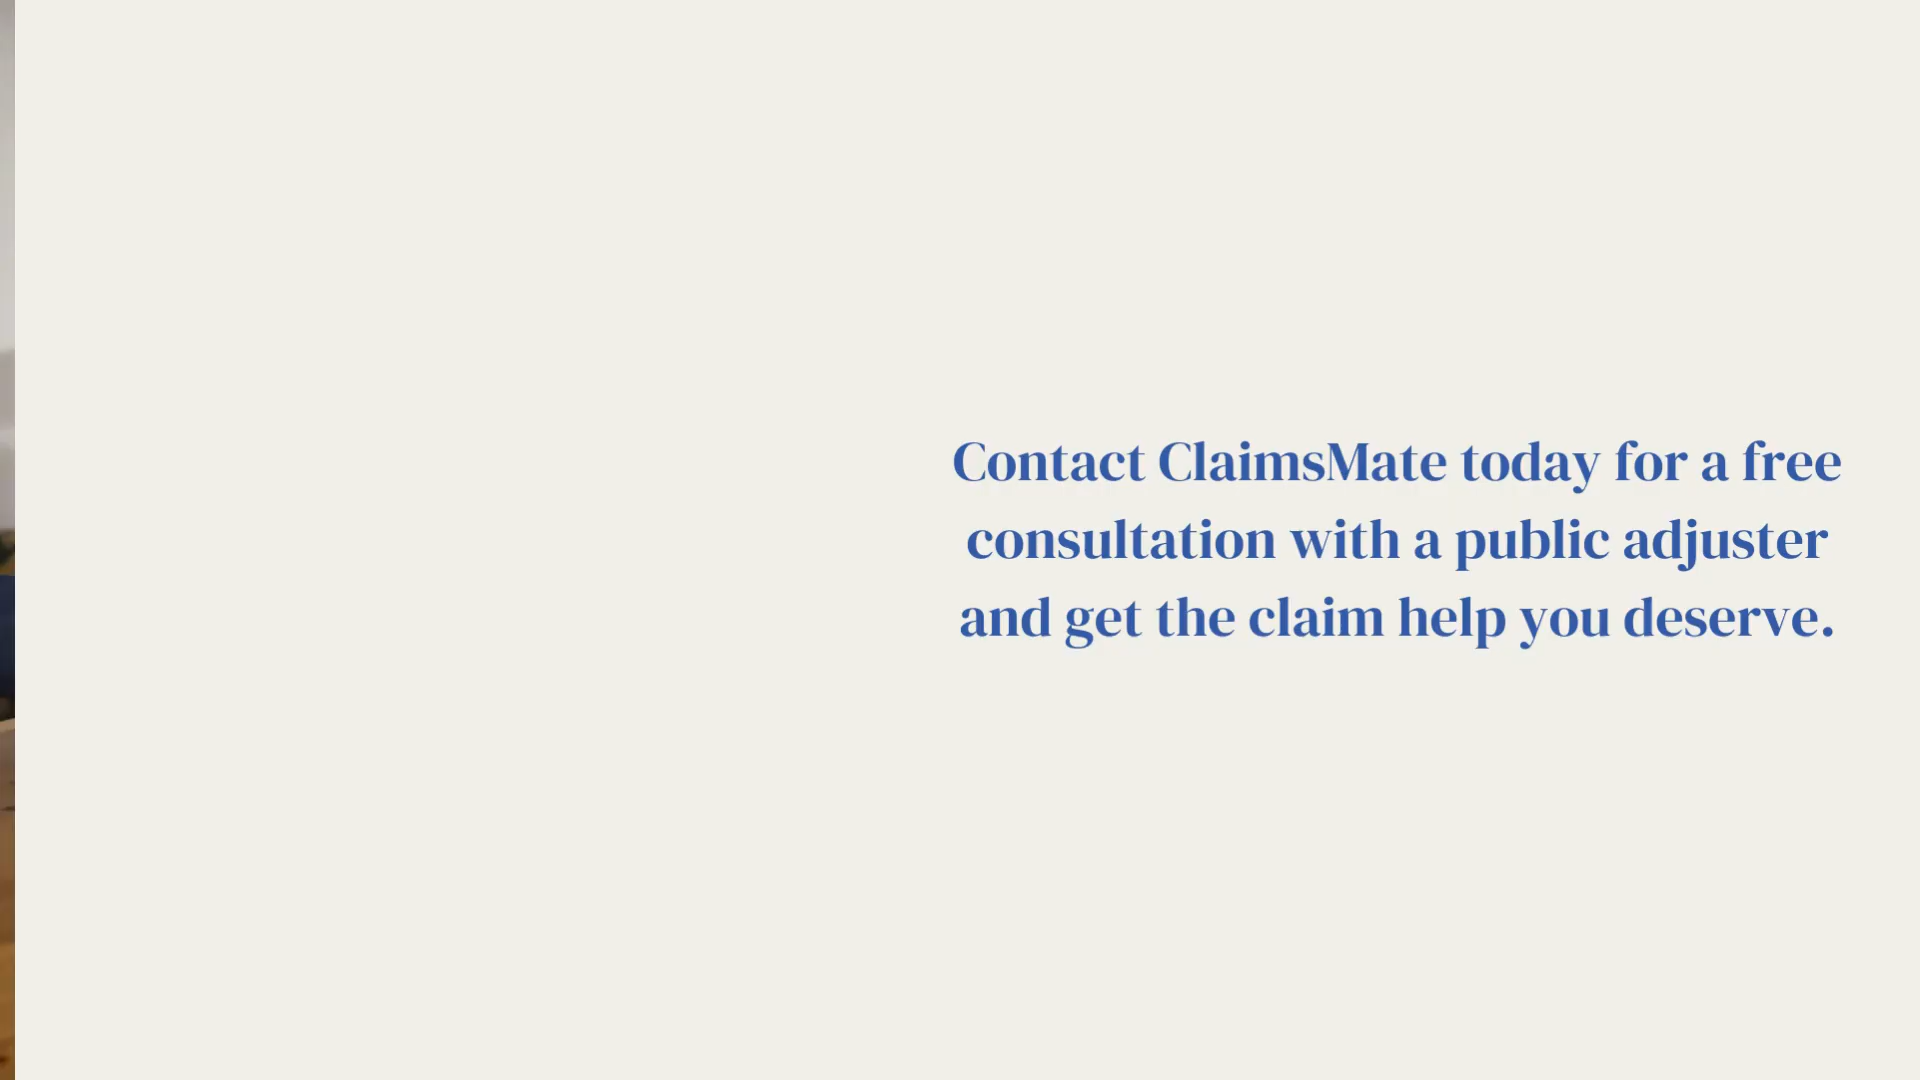 Contact ClaimsMate today for a free
consultation with a public adjuster
and get the claim help you deserve.